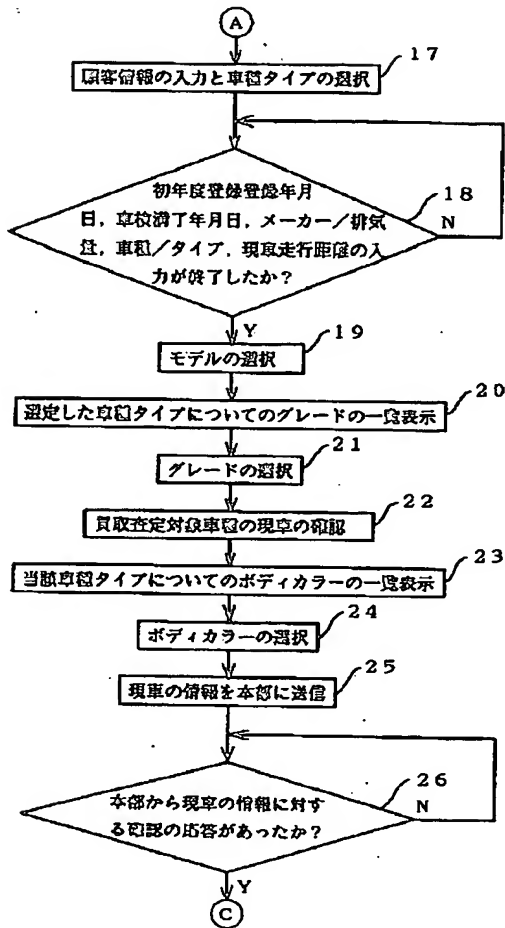 A
17
顧客情報の入力と車種タイプの選択
初年度登録登録年月
18
日，車検満了年月日，メーカー／排気
N
量，車種／タイプ，現取走行距離の入
力が終了したか？
Y
19
モデルの選択
20
選定した車種タイプについてのグレードの一覧表示
21
グレードの選択
22
買取査定対象車種の現車の確認
23
当該車種タイプについてのボディカラーの一覧表示
24
ボディカラーの選択
25
現車の情報を本部に送信
26
本部から現車の情報に対す
N
る確認の応答があったか？
Y
C